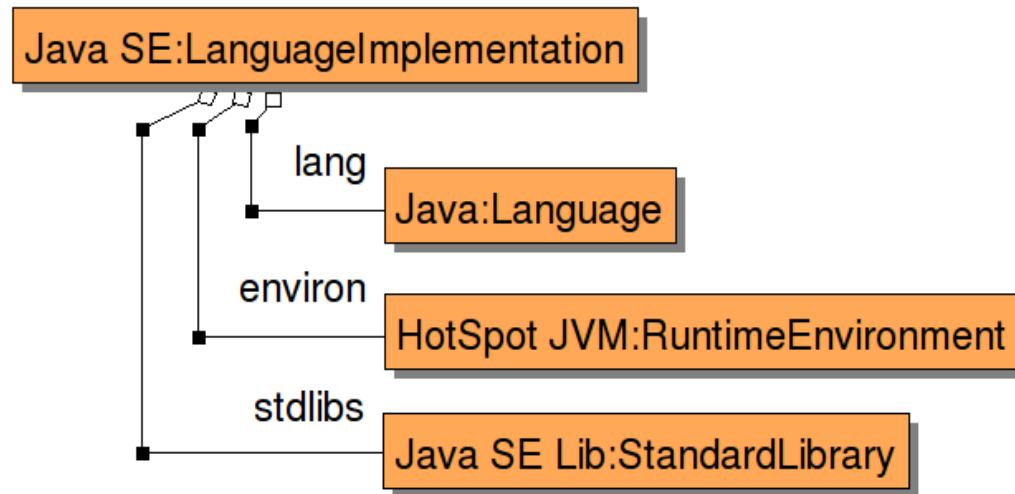 Java SE:LanguageImplementation
lang
Java:Language
environ
HotSpot JVM:RuntimeEnvironment
stdlibs
Java SE Lib:StandardLibrary